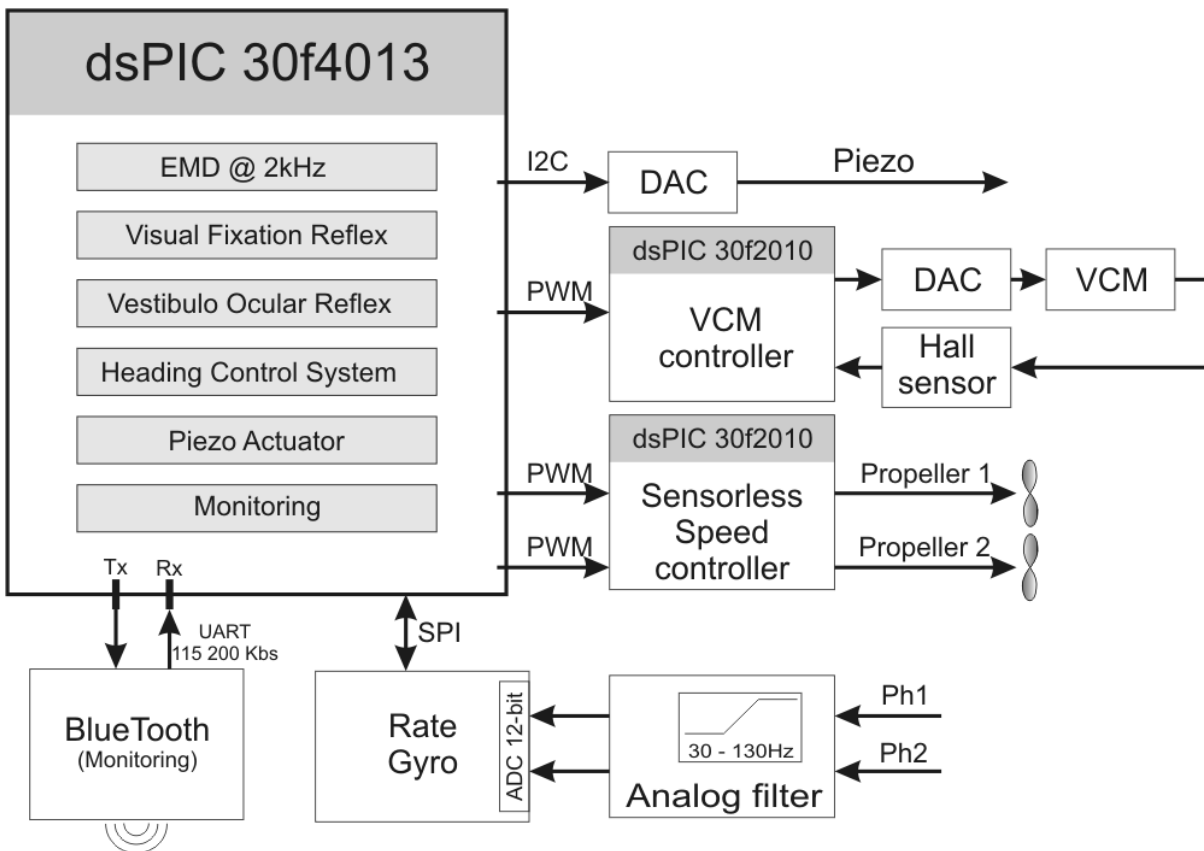 dsPIC 30f4013
EMD @ 2kHz
Visual Fixation Reflex
Vestibulo Ocular Reflex
Heading Control System
Piezo Actuator
Monitoring
Tx
Rx
I2C
DAC
Piezo
PWM
dsPIC 30f2010
VCM
controller
DAC
VCM
Hall
sensor
PWM
PWM
dsPIC 30f2010
Sensorless
Speed
controller
Propeller 1
Propeller 2
UART
115 200 Kbs
BlueTooth
(Monitoring)
SPI
Rate
Gyro
ADC 12-bit
30 - 130Hz
Analog filter
Ph1
Ph2